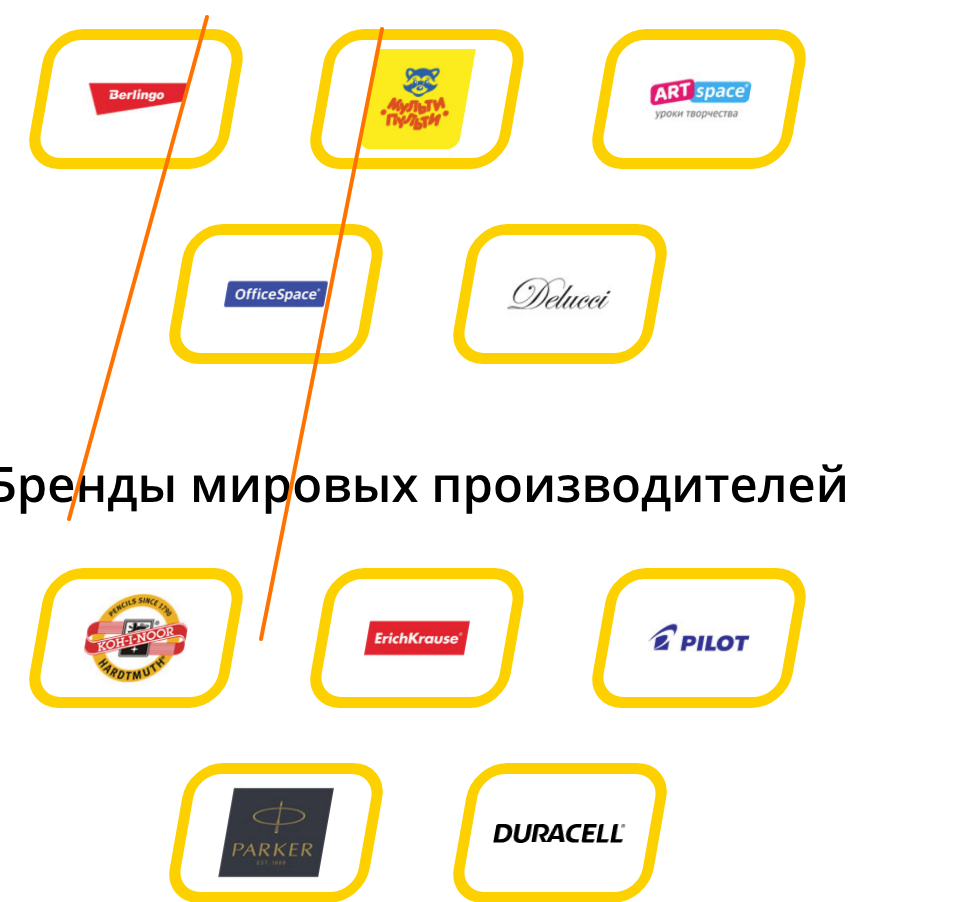 Berlingo
МУЛЬТИ
ПУЛЬТИ
ART space®
уроки творчества
OfficeSpace®
Delucci
Бренды мировых производителей
PENCILS SINCE 1790
KOH-I-NOOR
HARDTMUTH
ErichKrause®
PILOT
PARKER
EST. 1888
DURACELL®